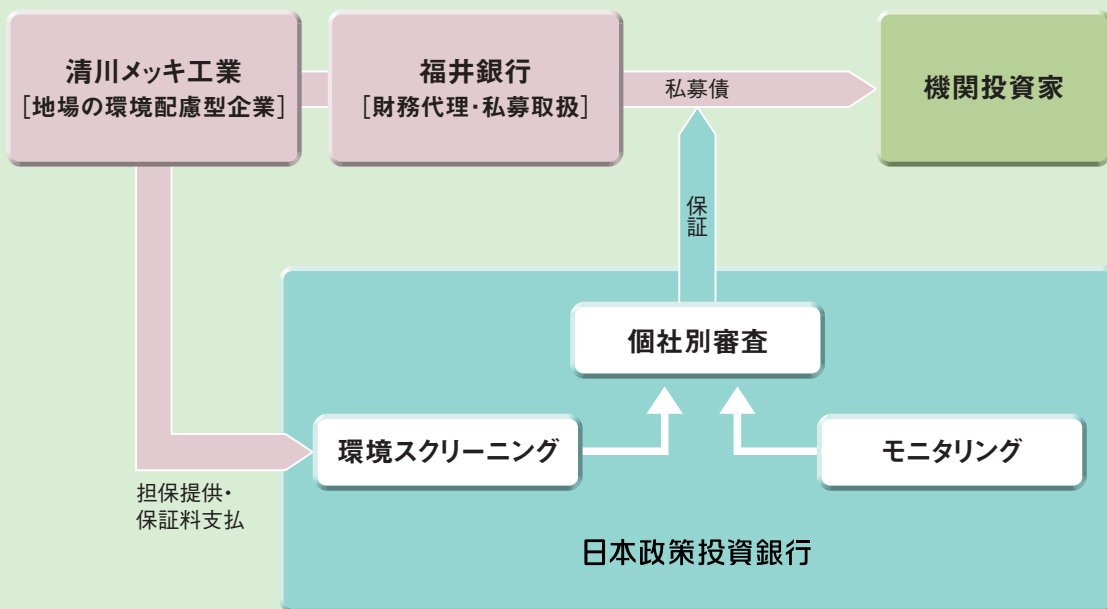 清川メッキ工業
［地場の環境配慮型企業］
福井銀行
［財務代理・私募取扱］
私募債
機関投資家
保証
個社別審査
環境スクリーニング
モニタリング
担保提供・
保証料支払
日本政策投資銀行